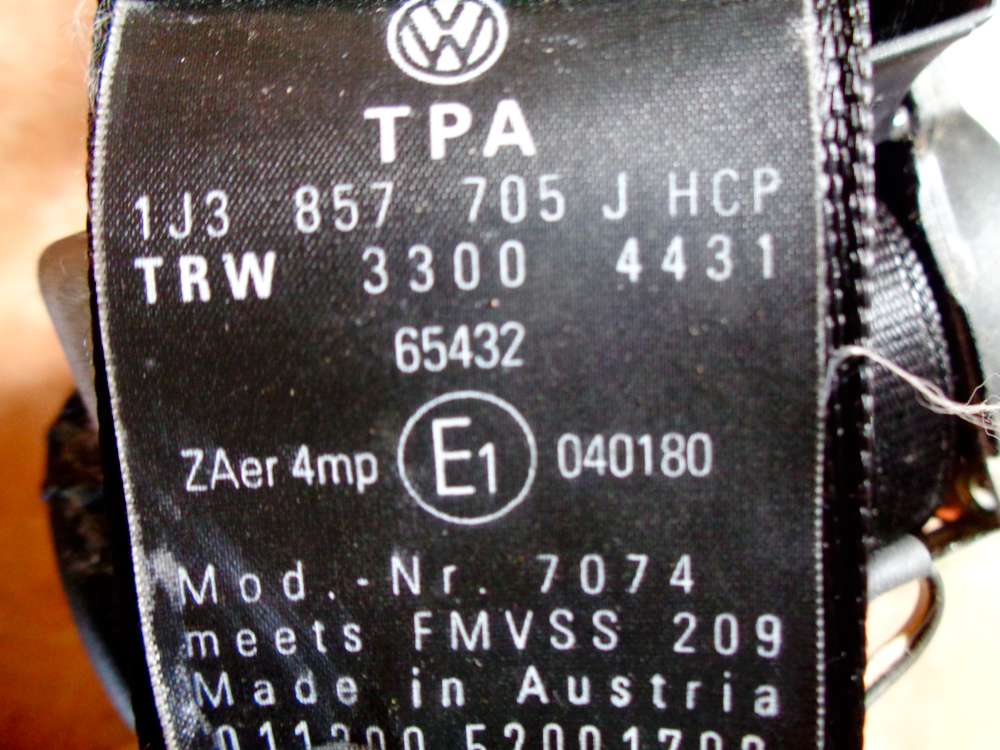 TPA
1J3 857 705 J HCP
TRW 3300 4431
65432
ZAer 4mp E1 040180
Mod.-Nr. 7074
meets FMVSS 209
Made in Austria